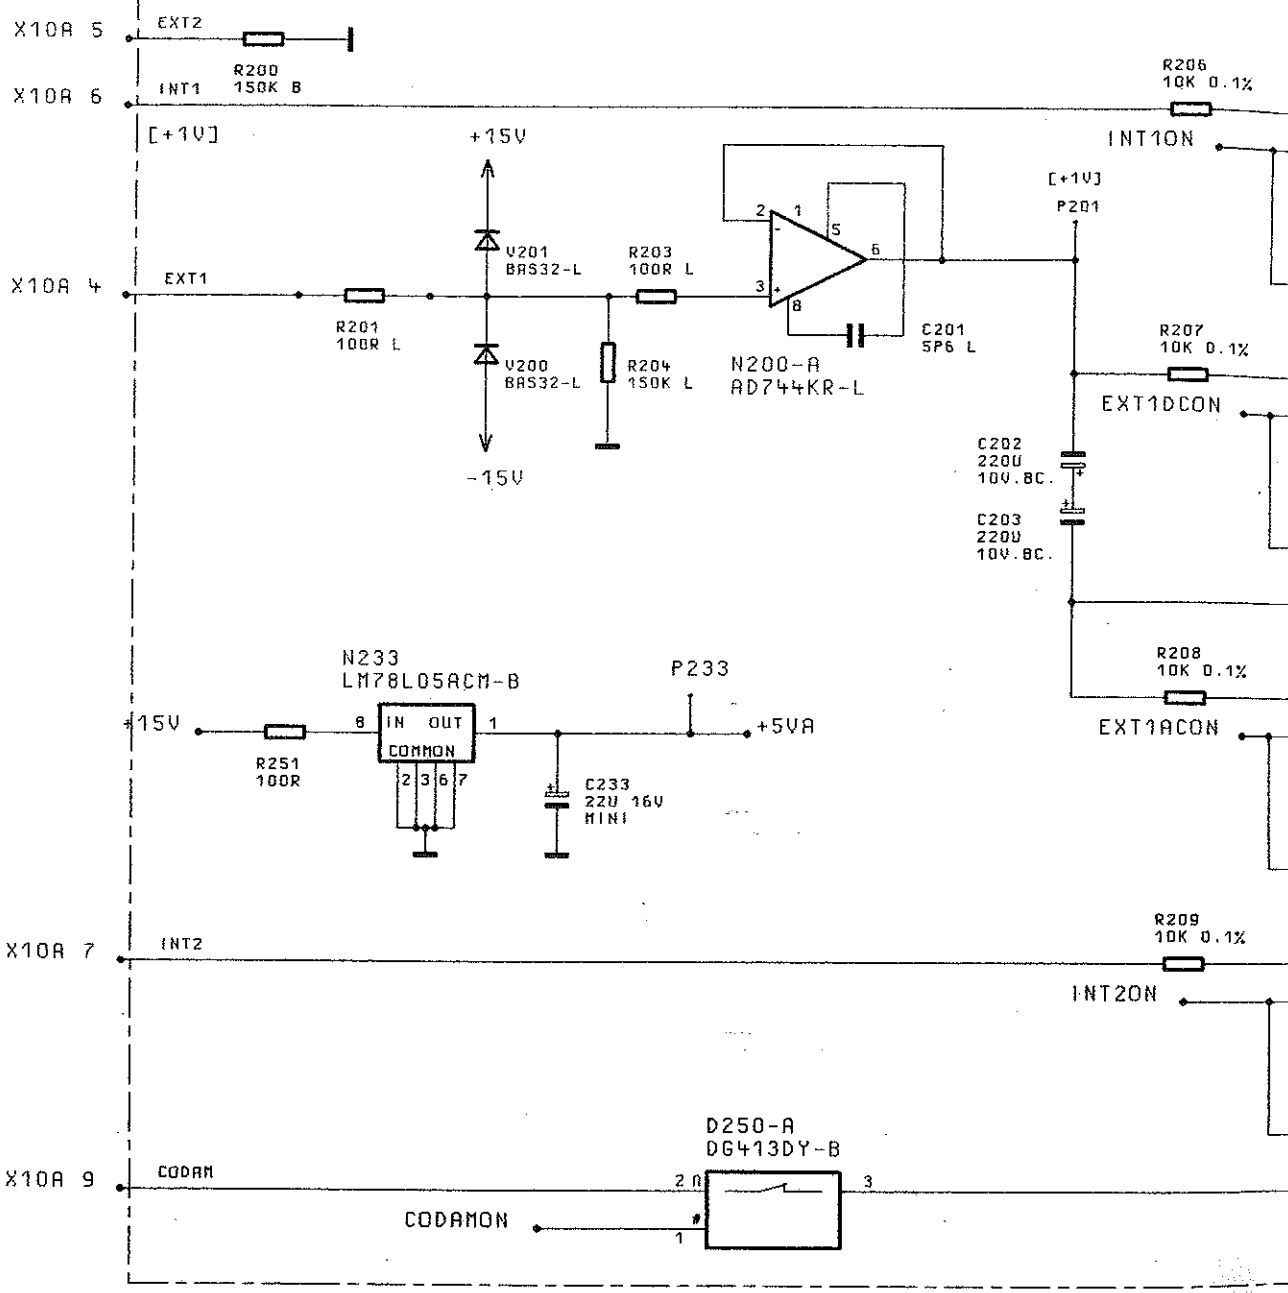 X10A 5
EXT2
R200
150K B
X10A 6
INT1
[+1V]
R206
10K 0.1%
INT1ON
+15V
[+1V]
P201
2
1
5
6
-
3
+
8
V201
BAS32-L
R203
100R L
X10A 4
EXT1
R201
100R L
V200
BAS32-L
R204
150K L
C201
5P6 L
N200-A
AD744KR-L
R207
10K 0.1%
EXT1DCON
-15V
C202
220U
10V.BC.
+
+
C203
220U
10V.BC.
N233
LM78L05ACM-B
P233
R208
10K 0.1%
+15V
8
IN OUT
1
+5VA
COMMON
2 3 6 7
R251
100R
+
C233
22U 16V
MINI
EXT1ACON
X10A 7
INT2
R209
10K 0.1%
INT2ON
D250-A
DG413DY-B
X10A 9
CODAM
2
3
CODAMON
#
1